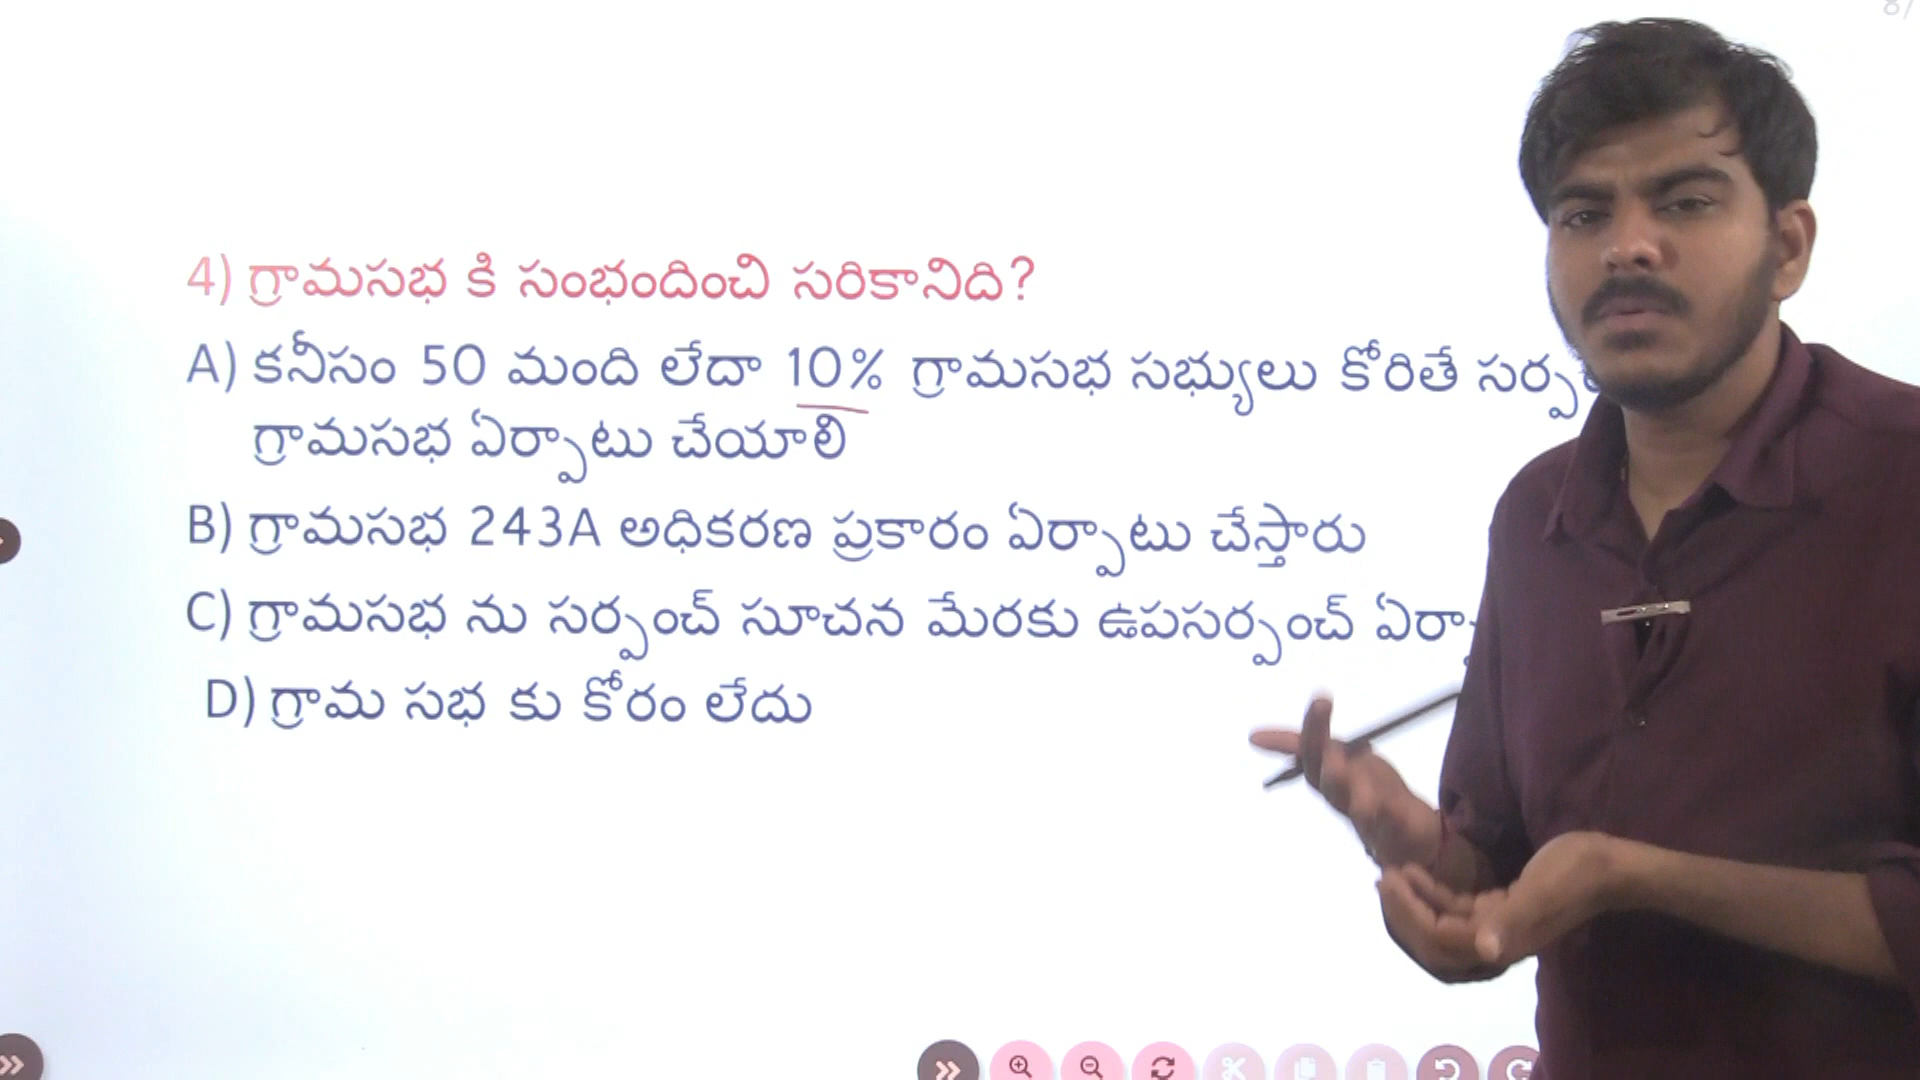 4) గ్రామసభ కి సంభందించి సరికానిది?
A) కనీసం 50 మంది లేదా 10% గ్రామసభ సభ్యులు కోరితే
గ్రామసభ ఏర్పాటు చేయాలి
B) గ్రామసభ 243A అధికరణ ప్రకారం ఏర్పాటు చేస్తారు
C) గ్రామసభ ను సర్పంచ్ సూచన మేరకు ఉపసర్పంచ్
D) గ్రామ సభ కు కోరం లేదు